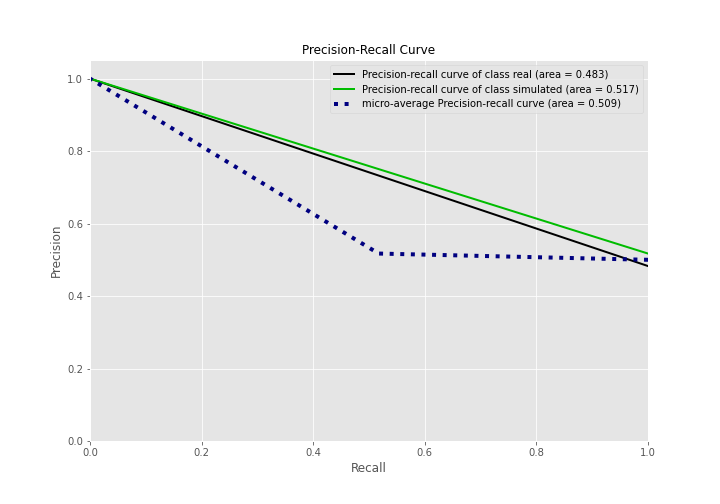 Precision-Recall Curve
Precision-recall curve of class real (area = 0.483)
Precision-recall curve of class simulated (area = 0.517)
micro-average Precision-recall curve (area = 0.509)
1.0
0.8
0.6
0.4
0.2
0.0
Precision
0.0 0.2 0.4 0.6 0.8 1.0
Recall